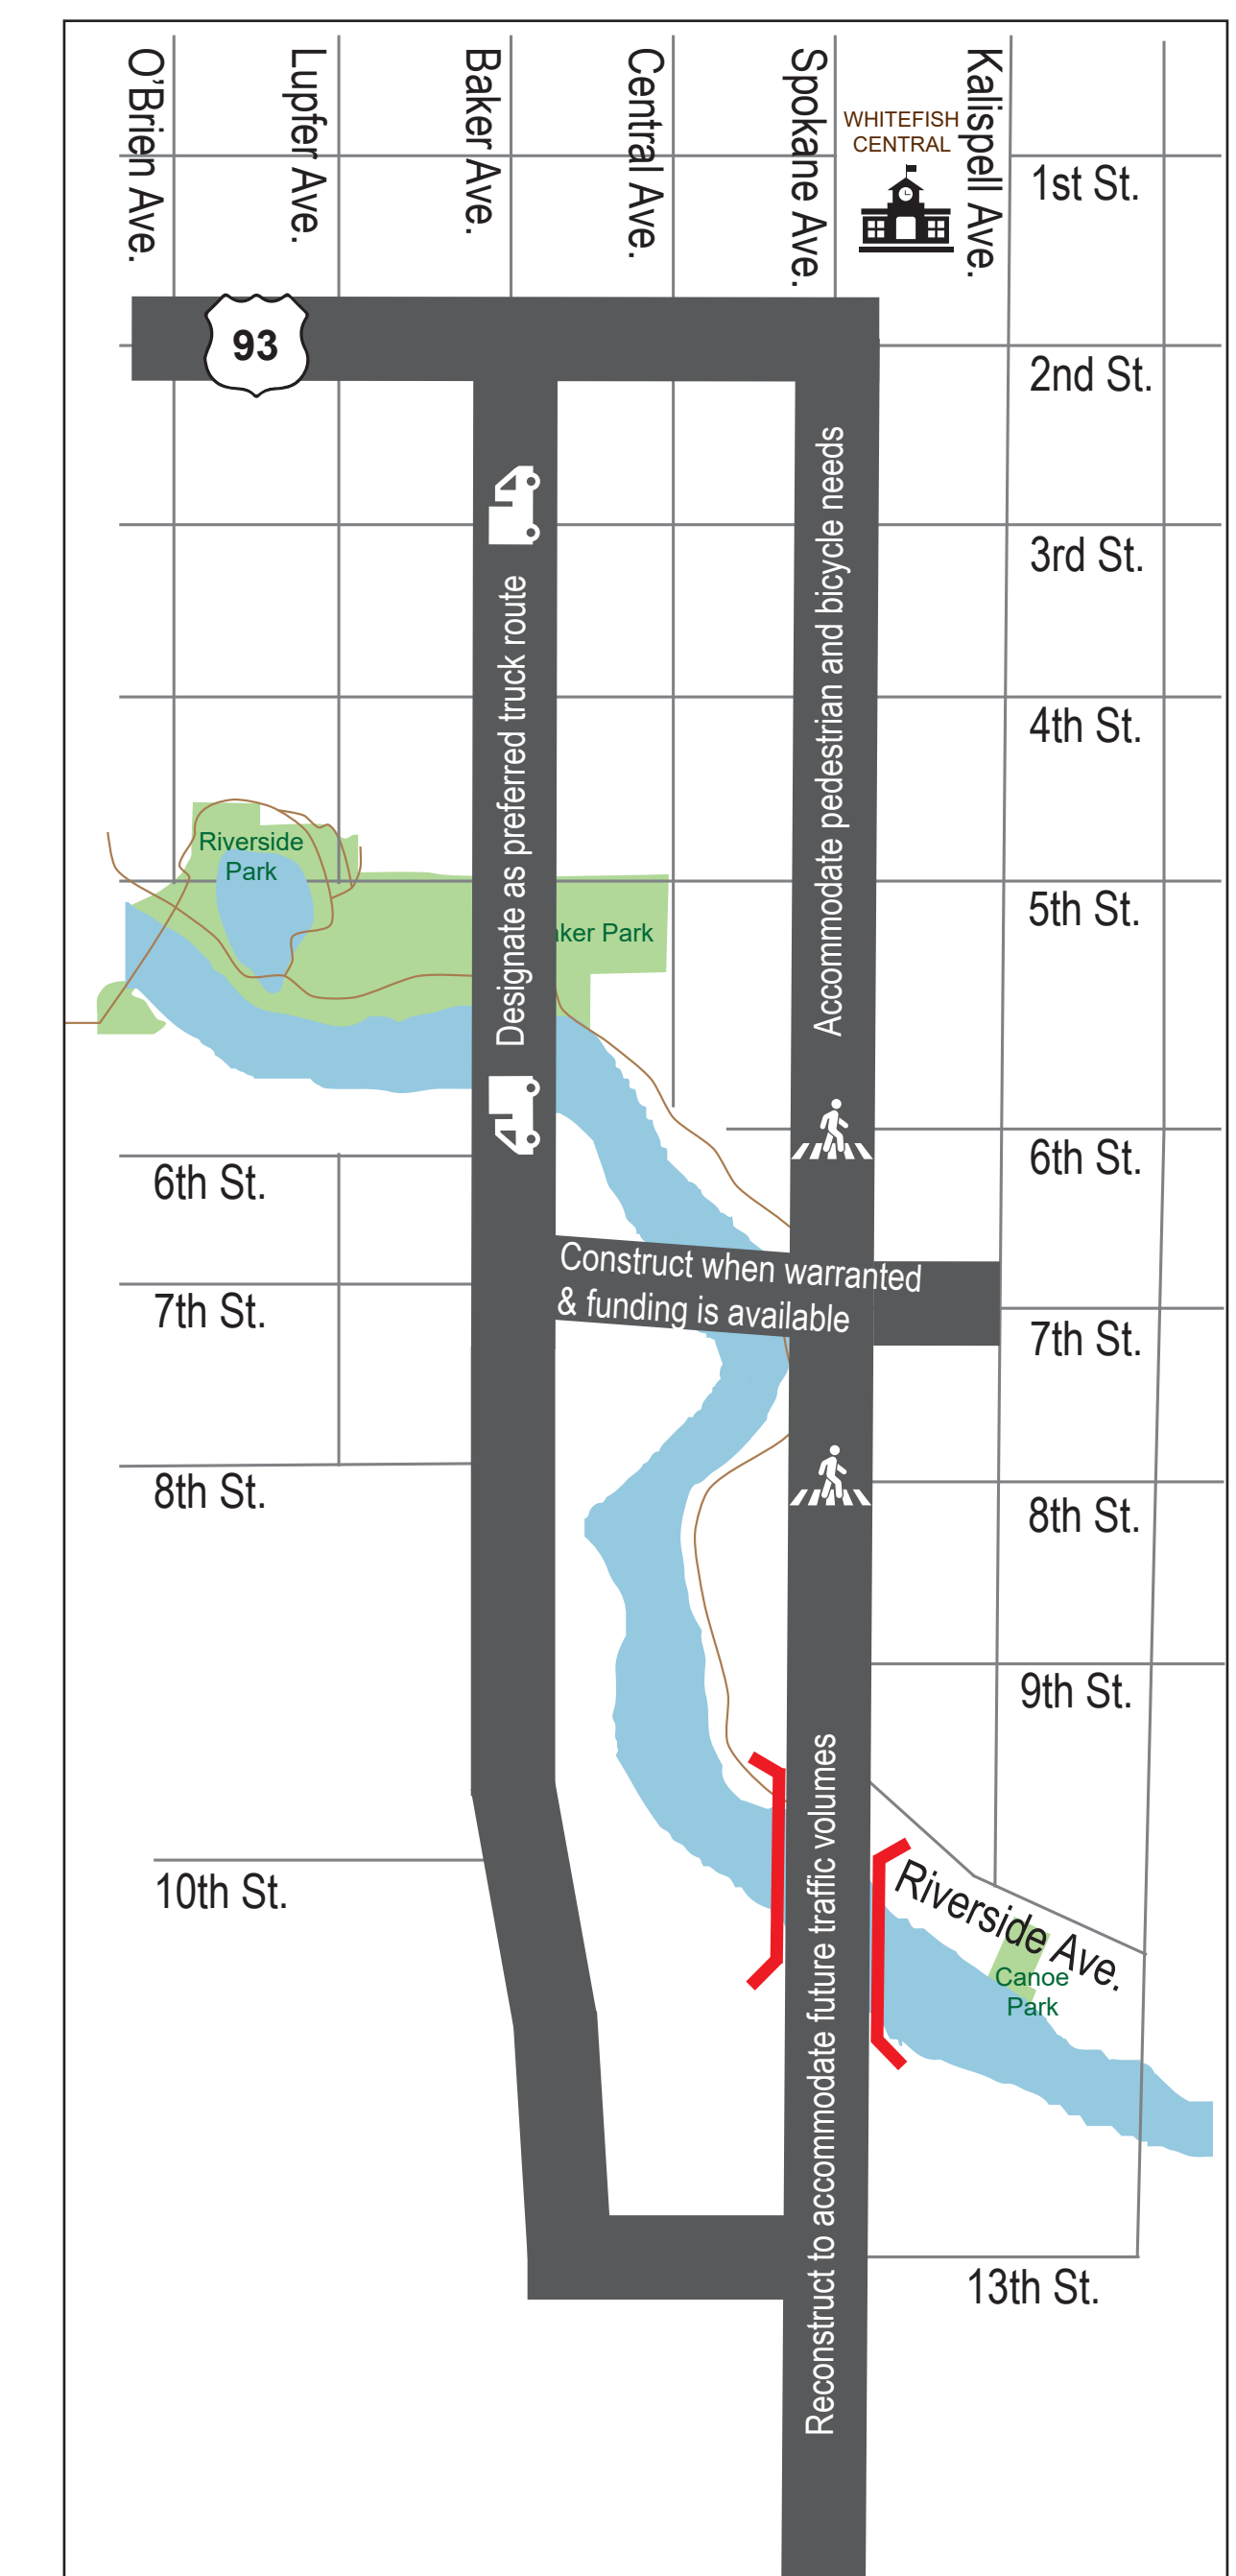 O'Brien Ave.
Lupfer Ave.
Baker Ave.
Central Ave.
Spokane Ave.
Kalispell Ave.
WHITEFISH
CENTRAL
1st St.
93
2nd St.
3rd St.
4th St.
Designate as preferred truck route
Accommodate pedestrian and bicycle needs
Riverside
Park
5th St.
aker Park
6th St.
6th St.
Construct when warranted
& funding is available
7th St.
7th St.
8th St.
8th St.
9th St.
Reconstruct to accommodate future traffic volumes
10th St.
Riverside Ave.
Canoe
Park
13th St.